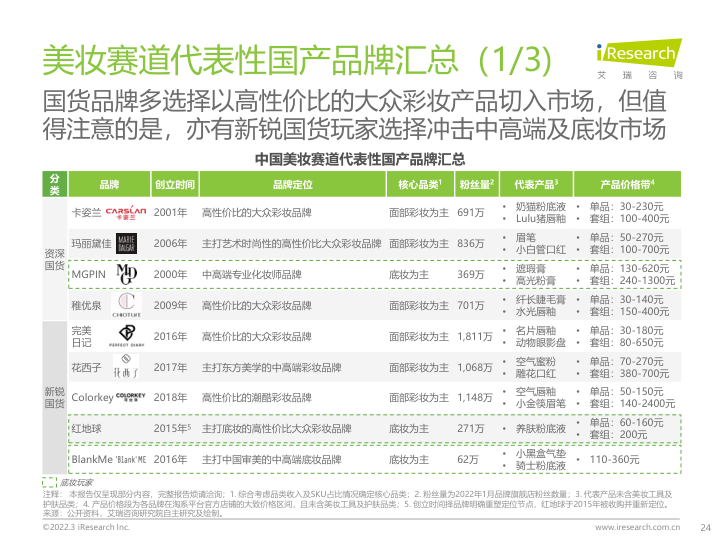 美妆赛道代表性国产品牌汇总（1/3）
iResearch
艾 瑞 咨 询
国货品牌多选择以高性价比的大众彩妆产品切入市场，但值
得注意的是，亦有新锐国货玩家选择冲击中高端及底妆市场
中国美妆赛道代表性国产品牌汇总
分类 品牌 创立时间 品牌定位 核心品类1 粉丝量2 代表产品3 产品价格带4
资深国货
卡姿兰 CARSLAN 卡姿兰 2001年 高性价比的大众彩妆品牌 面部彩妆为主 691万 • 奶猫粉底液 • 单品：30-230元
• Lulu猪唇釉 • 套组：100-400元
玛丽黛佳 MARIE DALGAR 2006年 主打艺术时尚性的高性价比大众彩妆品牌 面部彩妆为主 836万 • 眉笔 • 单品：50-270元
• 小白管口红 • 套组：100-700元
MGPIN MDG 2000年 中高端专业化妆师品牌 底妆为主 369万 • 遮瑕膏 • 单品：130-620元
• 高光粉膏 • 套组：240-1300元
稚优泉 CHIOTURE 2009年 高性价比的大众彩妆品牌 面部彩妆为主 701万 • 纤长睫毛膏 • 单品：30-140元
• 水光唇釉 • 套组：150-400元
新锐国货
完美日记 PERFECT DIARY 2016年 高性价比的大众彩妆品牌 面部彩妆为主 1,811万 • 名片唇釉 • 单品：30-180元
• 动物眼影盘 • 套组：80-650元
花西子 花西子 2017年 主打东方美学的中高端彩妆品牌 面部彩妆为主 1,068万 • 空气蜜粉 • 单品：70-270元
• 雕花口红 • 套组：380-700元
Colorkey COLORKEY 2018年 高性价比的潮酷彩妆品牌 面部彩妆为主 1,148万 • 空气唇釉 • 单品：50-150元
• 小金筷眉笔 • 套组：140-2400元
红地球 2015年5 主打底妆的高性价比大众彩妆品牌 底妆为主 271万 • 养肤粉底液 • 单品：60-160元
• 套组：200元
BlankMe 'Blank'ME 2016年 主打中国审美的中高端底妆品牌 底妆为主 62万 • 小黑盒气垫 • 110-360元
• 骑士粉底液
底妆玩家
注释： 本报告仅呈现部分内容，完整报告烦请洽询；1. 综合考虑品类收入及SKU占比情况确定核心品类；2. 粉丝量为2022年1月品牌旗舰店粉丝数量；3. 代表产品未含美妆工具及
护肤品类；4. 产品价格段为各品牌在淘系平台官方店铺的大致价格区间，且未含美妆工具及护肤品类；5. 创立时间择品牌明确重塑定位节点，红地球于2015年被收购并重新定位。
来源：公开资料，艾瑞咨询研究院自主研究及绘制。
©2022.3 iResearch Inc.
www.iresearch.com.cn
24